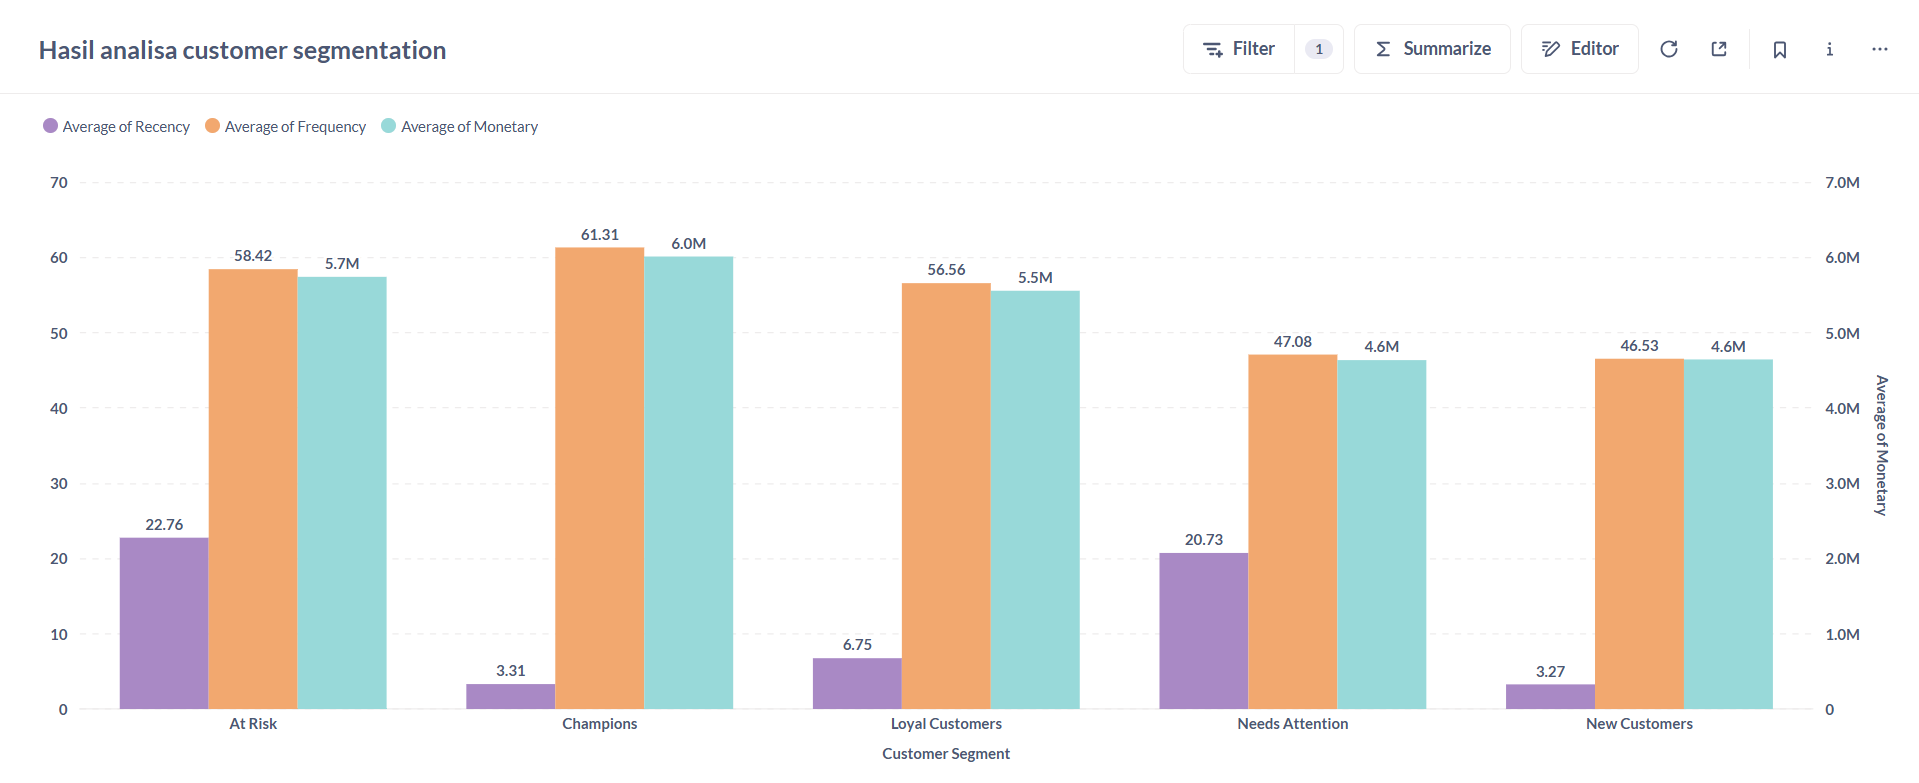 Hasil analisa customer segmentation
Filter 1 Summarize Editor
Average of Recency Average of Frequency Average of Monetary
70 7.0M
60 6.0M
50 5.0M
40 4.0M
30 3.0M
20 2.0M
10 1.0M
0 0
22.76 58.42 5.7M
3.31 61.31 6.0M
6.75 56.56 5.5M
20.73 47.08 4.6M
3.27 46.53 4.6M
Average of Monetary
At Risk Champions Loyal Customers Needs Attention New Customers
Customer Segment